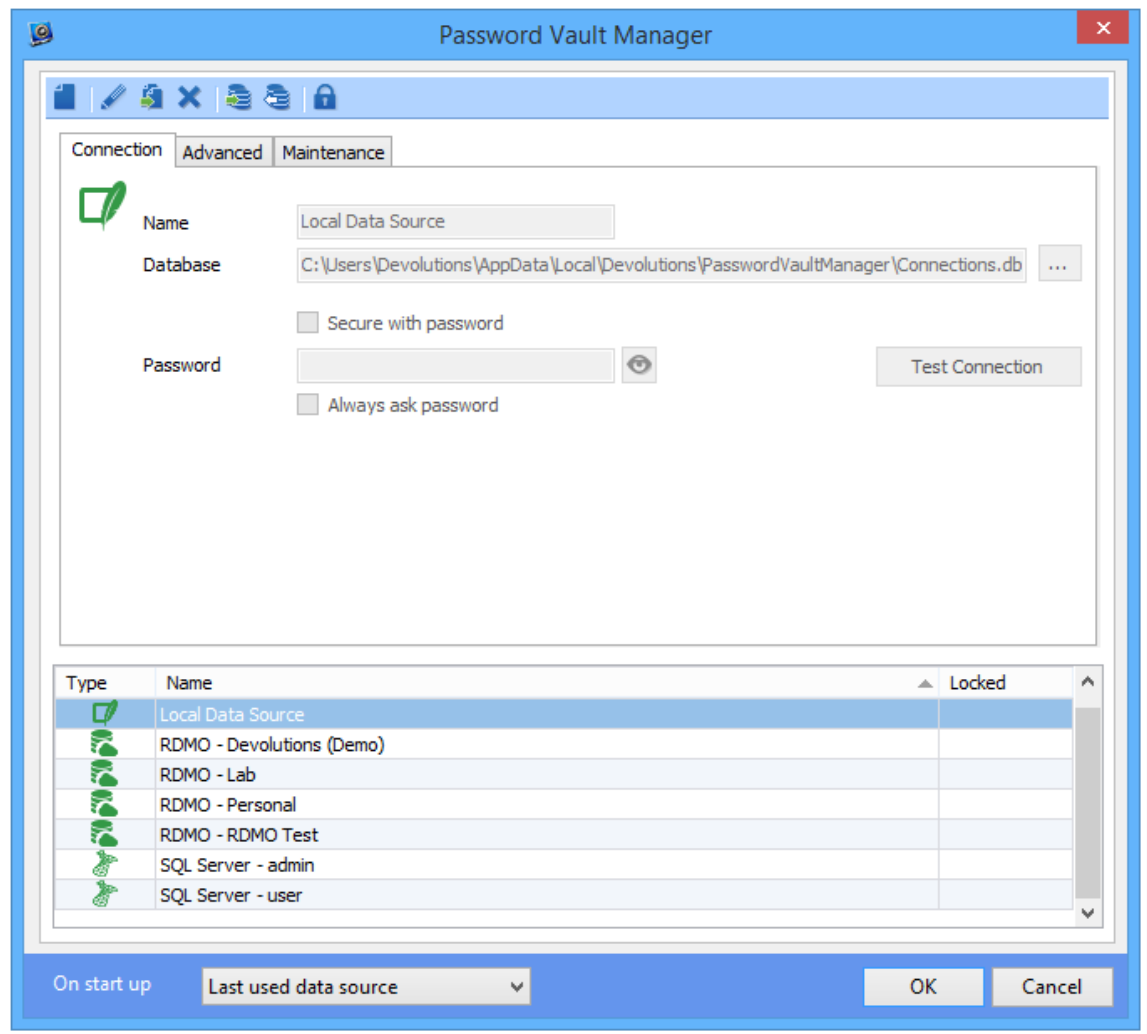 Password Vault Manager
Connection Advanced Maintenance
Name Local Data Source
Database C:\Users\Devolutions\AppData\Local\Devolutions\PasswordVaultManager\Connections.db ...
Secure with password
Password Test Connection
Always ask password
Type Name Locked
Local Data Source
RDMO - Devolutions (Demo)
RDMO - Lab
RDMO - Personal
RDMO - RDMO Test
SQL Server - admin
SQL Server - user
On start up Last used data source OK Cancel